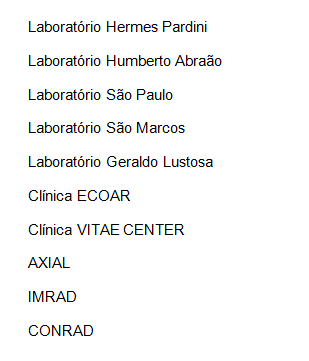 Laboratório Hermes Pardini
Laboratório Humberto Abraão
Laboratório São Paulo
Laboratório São Marcos
Laboratório Geraldo Lustosa
Clínica ECOAR
Clínica VITAE CENTER
AXIAL
IMRAD
CONRAD